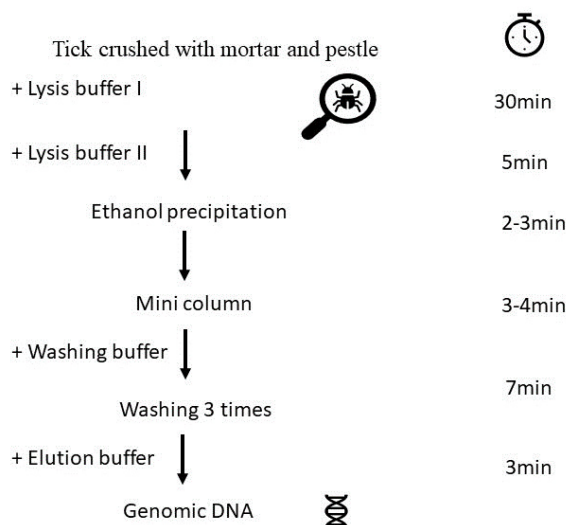 Tick crushed with mortar and pestle
+ Lysis buffer I
30min
+ Lysis buffer II
5min
Ethanol precipitation
2-3min
Mini column
3-4min
+ Washing buffer
7min
Washing 3 times
+ Elution buffer
3min
Genomic DNA